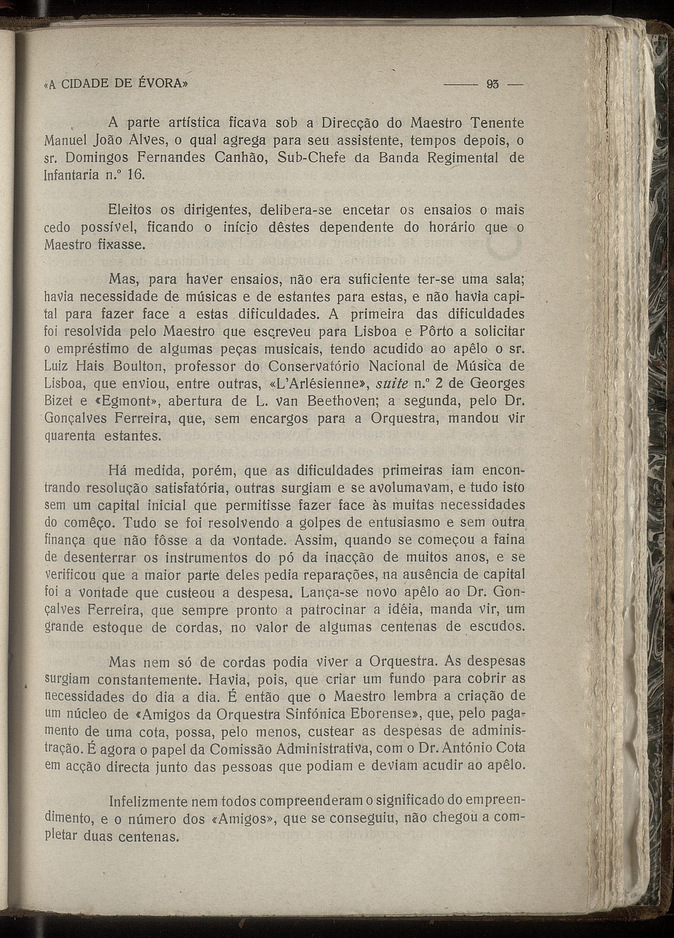 «A CIDADE DE ÉVORA» —— 93 —
A parte artística ficava sob a Direcção do Maestro Tenente
Manuel João Alves, o qual agrega para seu assistente, tempos depois, o
sr. Domingos Fernandes Canhão, Sub-Chefe da Banda Regimental de
Infantaria n.º 16.
Eleitos os dirigentes, delibera-se encetar os ensaios o mais
cedo possível, ficando o início dêstes dependente do horário que o
Maestro fixasse.
Mas, para haver ensaios, não era suficiente ter-se uma sala;
havia necessidade de músicas e de estantes para estas, e não havia capi-
tal para fazer face a estas dificuldades. A primeira das dificuldades
foi resolvida pelo Maestro que escreveu para Lisboa e Pôrto a solicitar
o empréstimo de algumas peças musicais, tendo acudido ao apêlo o sr.
Luiz Hais Boulton, professor do Conservatório Nacional de Música de
Lisboa, que enviou, entre outras, «L'Arlésienne», suite n.º 2 de Georges
Bizet e «Egmont», abertura de L. van Beethoven; a segunda, pelo Dr.
Gonçalves Ferreira, que, sem encargos para a Orquestra, mandou vir
quarenta estantes.
Há medida, porém, que as dificuldades primeiras iam encon-
trando resolução satisfatória, outras surgiam e se avolumavam, e tudo isto
sem um capital inicial que permitisse fazer face às muitas necessidades
do comêço. Tudo se foi resolvendo a golpes de entusiasmo e sem outra
finança que não fôsse a da vontade. Assim, quando se começou a faina
de desenterrar os instrumentos do pó da inacção de muitos anos, e se
verificou que a maior parte deles pedia reparações, na ausência de capital
foi a vontade que custeou a despesa. Lança-se novo apêlo ao Dr. Gon-
çalves Ferreira, que sempre pronto a patrocinar a idéia, manda vir, um
grande estoque de cordas, no valor de algumas centenas de escudos.
Mas nem só de cordas podia viver a Orquestra. As despesas
surgiam constantemente. Havia, pois, que criar um fundo para cobrir as
necessidades do dia a dia. É então que o Maestro lembra a criação de
um núcleo de «Amigos da Orquestra Sinfónica Eborense», que, pelo paga-
mento de uma cota, possa, pelo menos, custear as despesas de adminis-
tração. É agora o papel da Comissão Administrativa, com o Dr. António Cota
em acção directa junto das pessoas que podiam e deviam acudir ao apêlo.
Infelizmente nem todos compreenderam o significado do empreen-
dimento, e o número dos «Amigos», que se conseguiu, não chegou a com-
pletar duas centenas.